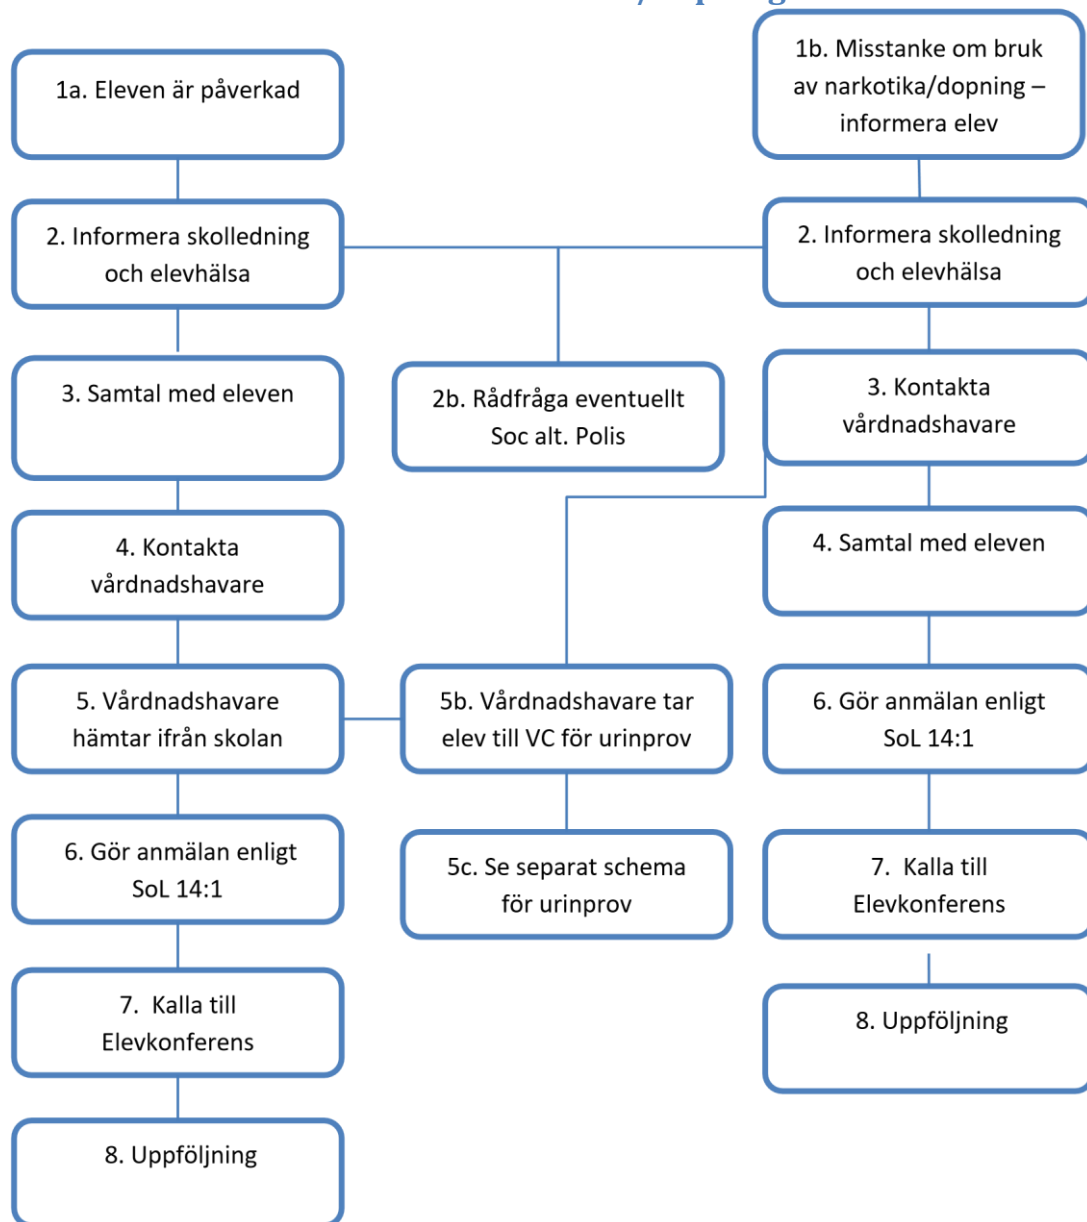 1a. Eleven är påverkad
2. Informera skolledning
och elevhälsa
3. Samtal med eleven
4. Kontakta
vårdnadshavare
5. Vårdnadshavare
hämtar ifrån skolan
6. Gör anmälan enligt
SoL 14:1
7.  Kalla till
Elevkonferens
8. Uppföljning
2b. Rådfråga eventuellt
Soc alt. Polis
5b. Vårdnadshavare tar
elev till VC för urinprov
5c. Se separat schema
för urinprov
1b. Misstanke om bruk
av narkotika/dopning –
informera elev
2. Informera skolledning
och elevhälsa
3. Kontakta
vårdnadshavare
4. Samtal med eleven
6. Gör anmälan enligt
SoL 14:1
7.  Kalla till
Elevkonferens
8. Uppföljning